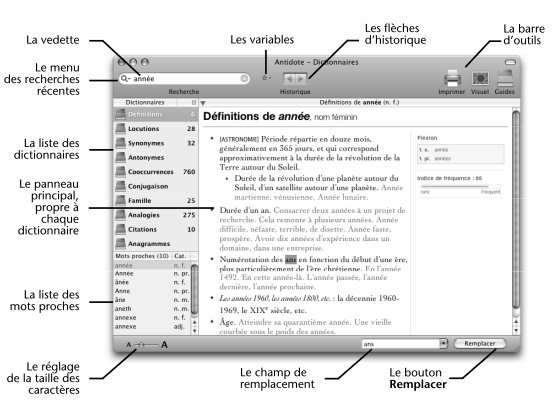 La vedette
Les variables
Les flèches
d'historique
La barre
d'outils
Le menu
des recherches
récentes
Antidote – Dictionnaires
année
Recherche
Historique
Imprimer Visuel Guides
Dictionnaires
Définitions de année (n. f.)
La liste des
dictionnaires
Définitions 6
Locutions 28
Synonymes 32
Antonymes
Cooccurrences 760
Conjugaison
Famille 25
Analogies 275
Citations 10
Anagrammes
Le panneau
principal,
propre à
chaque
dictionnaire
Définitions de année, nom féminin
• [ASTRONOMIE] Période répartie en douze mois,
généralement en 365 jours, et qui correspond
approximativement à la durée de la révolution de la
Terre autour du Soleil.
• Durée de la révolution d'une planète autour du
Soleil, d'un satellite autour d'une planète. Année
martienne, vénusienne. Année lunaire.
• Durée d'un an. Consacrer deux années à un projet de
recherche. Cela remonte à plusieurs années. Année
difficile, néfaste, terrible, de disette. Année faste,
prospère. Avoir dix années d'expérience dans un
domaine, dans une entreprise.
• Numérotation des ans en fonction du début d'une ère,
plus particulièrement de l'ère chrétienne. En l'année
1492. En cette année-là. L'année passée, l'année
dernière, l'année prochaine.
• Les années 1960, les années 1800, etc. : la décennie 1960-
1969, le XIXe siècle, etc.
• Âge. Atteindre sa quarantième année. Une vieille
courbée sous le poids des années.
Flexion
f. s. année
f. pl. années
Indice de fréquence : 86
rare fréquent
La liste des
mots proches
Mots proches (10) Cat.
année n. f.
Année n. pr.
ânée n. f.
Anne n. pr.
âne n. m.
aneth n. m.
annexe n. f.
annexe adj.
A A
ans
Remplacer
Le réglage
de la taille des
caractères
Le champ de
remplacement
Le bouton
Remplacer